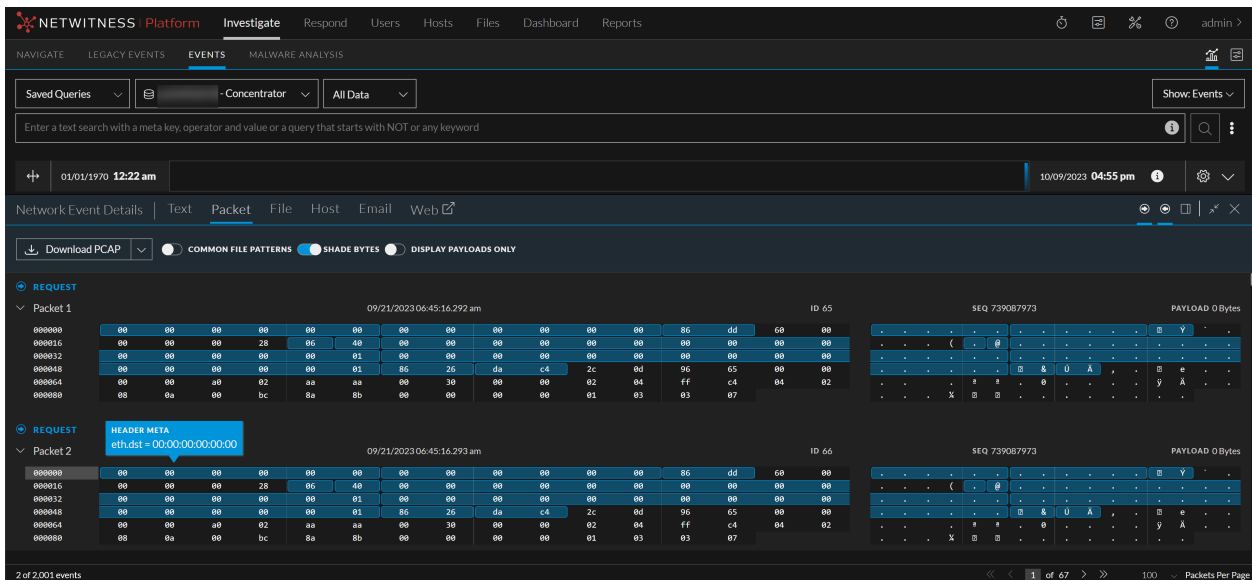 NETWITNESS Platform Investigate Respond Users Hosts Files Dashboard Reports admin >
NAVIGATE LEGACY EVENTS EVENTS MALWARE ANALYSIS
Saved Queries - Concentrator All Data Show: Events
Enter a text search with a meta key, operator and value or a query that starts with NOT or any keyword
01/01/1970 12:22 am 10/09/2023 04:55 pm
Network Event Details Text Packet File Host Email Web
Download PCAP COMMON FILE PATTERNS SHADE BYTES DISPLAY PAYLOADS ONLY
REQUEST
Packet 1 09/21/2023 06:45:16.292 am ID 65 SEQ 739087973 PAYLOAD 0 Bytes
000000 00 00 00 00 00 00 00 00 00 00 00 00 86 dd 60 00 . . . . . . . . . . . . . Ý ` .
000016 00 00 00 28 06 40 00 00 00 00 00 00 00 00 00 00 . . . ( . @ . . . . . . . . . .
000032 00 00 00 00 00 01 00 00 00 00 00 00 00 00 00 00 . . . . . . . . . . . . . . . .
000048 00 00 00 00 00 01 86 26 da c4 2c 0d 96 65 00 00 . . . . . . & Ú Ä , . e . .
000064 00 00 a0 02 aa aa 00 30 00 00 02 04 ff c4 04 02 . . . ª ª . 0 . . . . ÿ Ä . .
000080 08 0a 00 bc 8a 8b 00 00 00 00 01 03 03 07 . . . ¼ . . . . . . . .
REQUEST
HEADER META
eth.dst = 00:00:00:00:00:00
Packet 2 09/21/2023 06:45:16.293 am ID 66 SEQ 739087973 PAYLOAD 0 Bytes
000000 00 00 00 00 00 00 00 00 00 00 00 00 86 dd 60 00 . . . . . . . . . . . . . Ý ` .
000016 00 00 00 28 06 40 00 00 00 00 00 00 00 00 00 00 . . . ( . @ . . . . . . . . . .
000032 00 00 00 00 00 01 00 00 00 00 00 00 00 00 00 00 . . . . . . . . . . . . . . . .
000048 00 00 00 00 00 01 86 26 da c4 2c 0d 96 65 00 00 . . . . . . & Ú Ä , . e . .
000064 00 00 a0 02 aa aa 00 30 00 00 02 04 ff c4 04 02 . . . ª ª . 0 . . . . ÿ Ä . .
000080 08 0a 00 bc 8a 8b 00 00 00 00 01 03 03 07 . . . ¼ . . . . . . . .
2 of 2,001 events 1 of 67 100 Packets Per Page